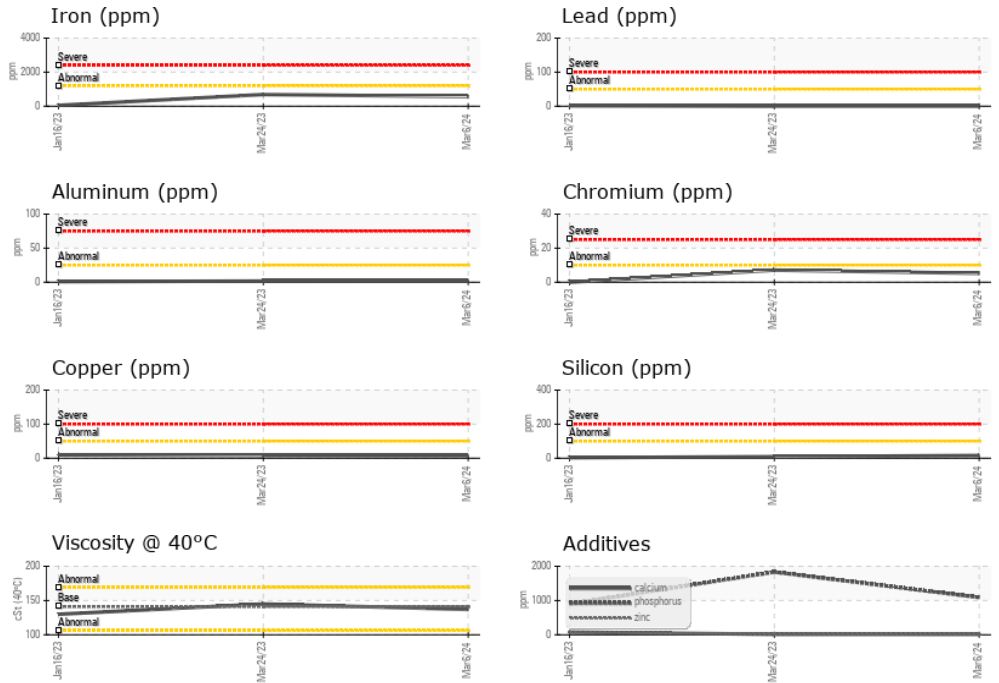 Iron (ppm)
4000
2000
0
ppm
Severe
Abnormal
Jan16/23
Mar24/23
Mar6/24
Lead (ppm)
200
100
0
ppm
Severe
Abnormal
Jan16/23
Mar24/23
Mar6/24
Aluminum (ppm)
100
50
0
ppm
Severe
Abnormal
Jan16/23
Mar24/23
Mar6/24
Chromium (ppm)
40
20
0
ppm
Severe
Abnormal
Jan16/23
Mar24/23
Mar6/24
Copper (ppm)
200
100
0
ppm
Severe
Abnormal
Jan16/23
Mar24/23
Mar6/24
Silicon (ppm)
400
200
0
ppm
Severe
Abnormal
Jan16/23
Mar24/23
Mar6/24
Viscosity @ 40°C
200
150
100
cSt (40°C)
Abnormal
Base
Abnormal
Jan16/23
Mar24/23
Mar6/24
Additives
2000
1000
0
ppm
calcium
phosphorus
zinc
Jan16/23
Mar24/23
Mar6/24